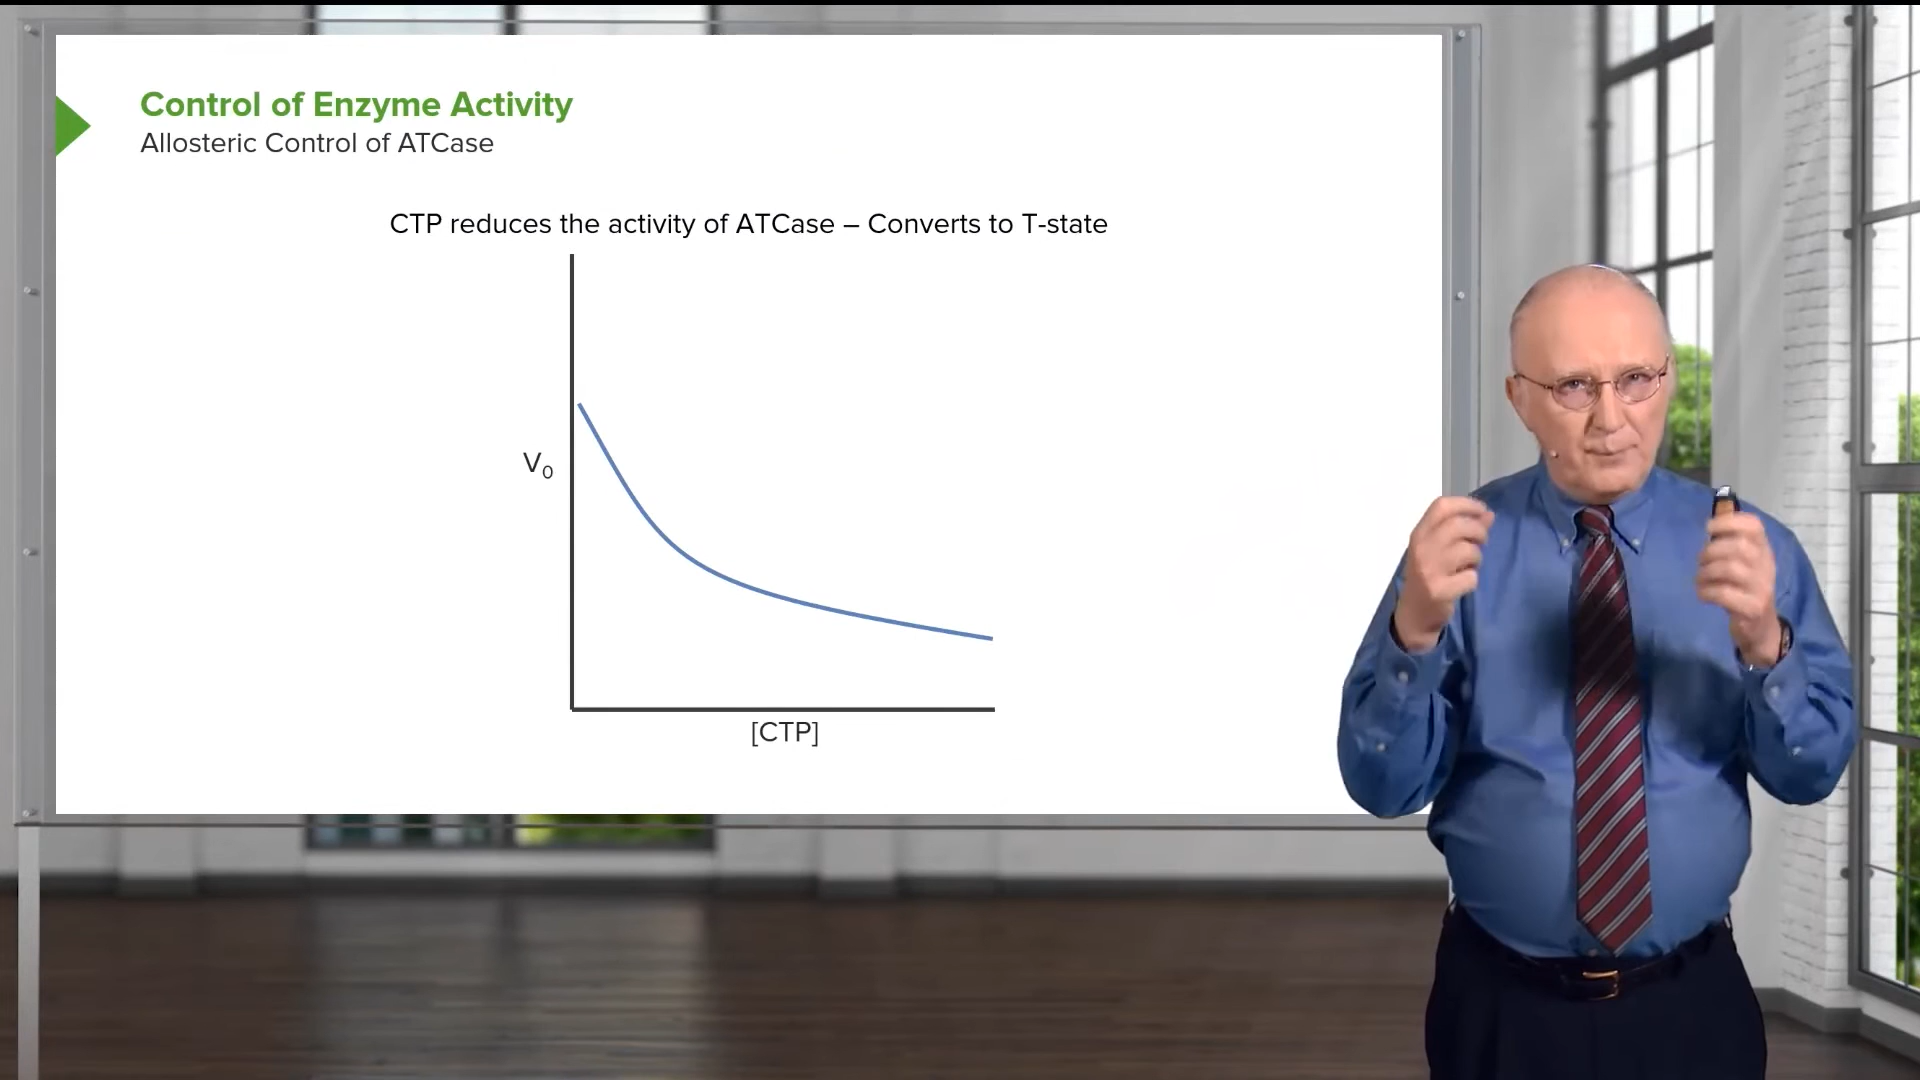 Control of Enzyme Activity
Allosteric Control of ATCase
CTP reduces the activity of ATCase – Converts to T-state
V₀
[CTP]